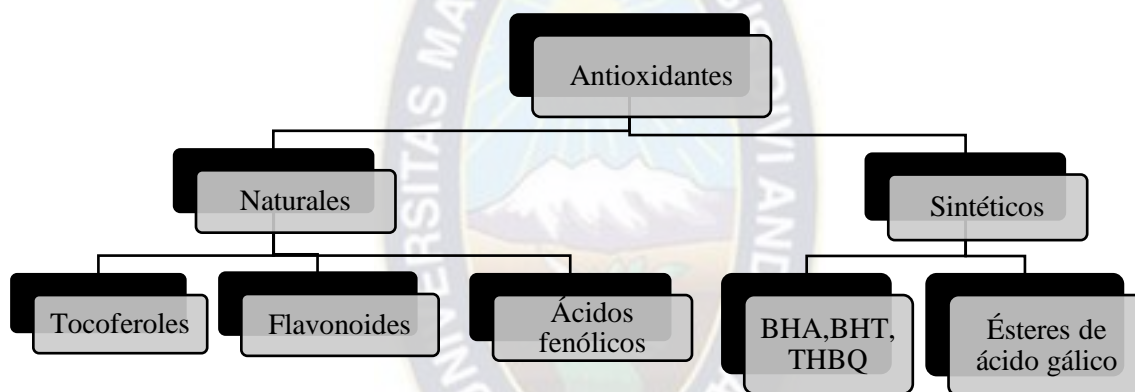 Antioxidantes
Naturales
Sintéticos
Tocoferoles
Flavonoides
Ácidos
fenólicos
BHA,BHT,
THBQ
Ésteres de
ácido gálico